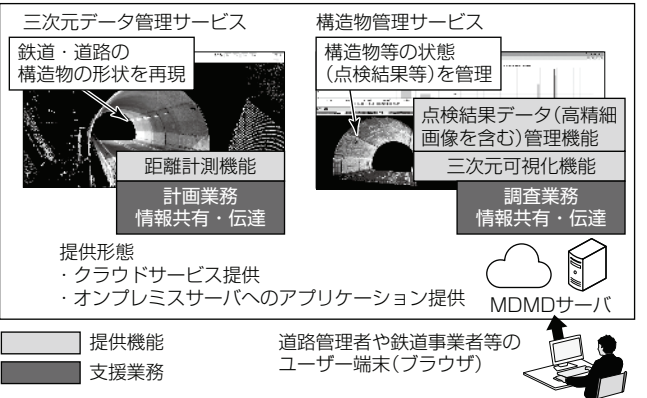 三次元データ管理サービス
鉄道・道路の
構造物の形状を再現
距離計測機能
計画業務
情報共有・伝達
構造物管理サービス
構造物等の状態
（点検結果等）を管理
点検結果データ（高精細
画像を含む）管理機能
三次元可視化機能
調査業務
情報共有・伝達
提供形態
・クラウドサービス提供
・オンプレミスサーバへのアプリケーション提供
MDMDサーバ
提供機能
支援業務
道路管理者や鉄道事業者等の
ユーザー端末（ブラウザ）